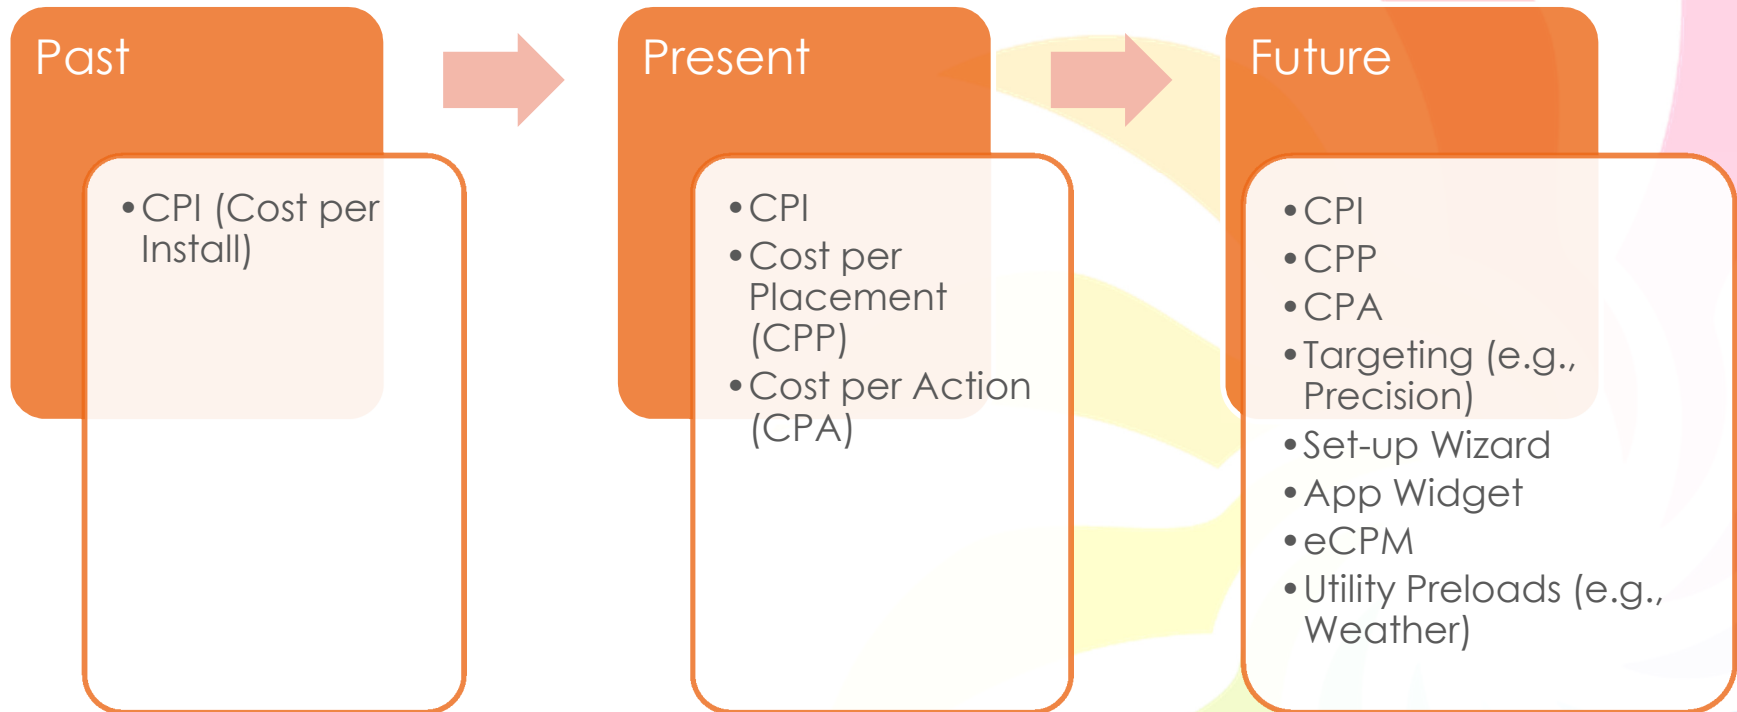 Past
• CPI (Cost per
Install)
Present
• CPI
• Cost per
Placement
(CPP)
• Cost per Action
(CPA)
Future
• CPI
• CPP
• CPA
• Targeting (e.g.,
Precision)
• Set-up Wizard
• App Widget
• eCPM
• Utility Preloads (e.g.,
Weather)